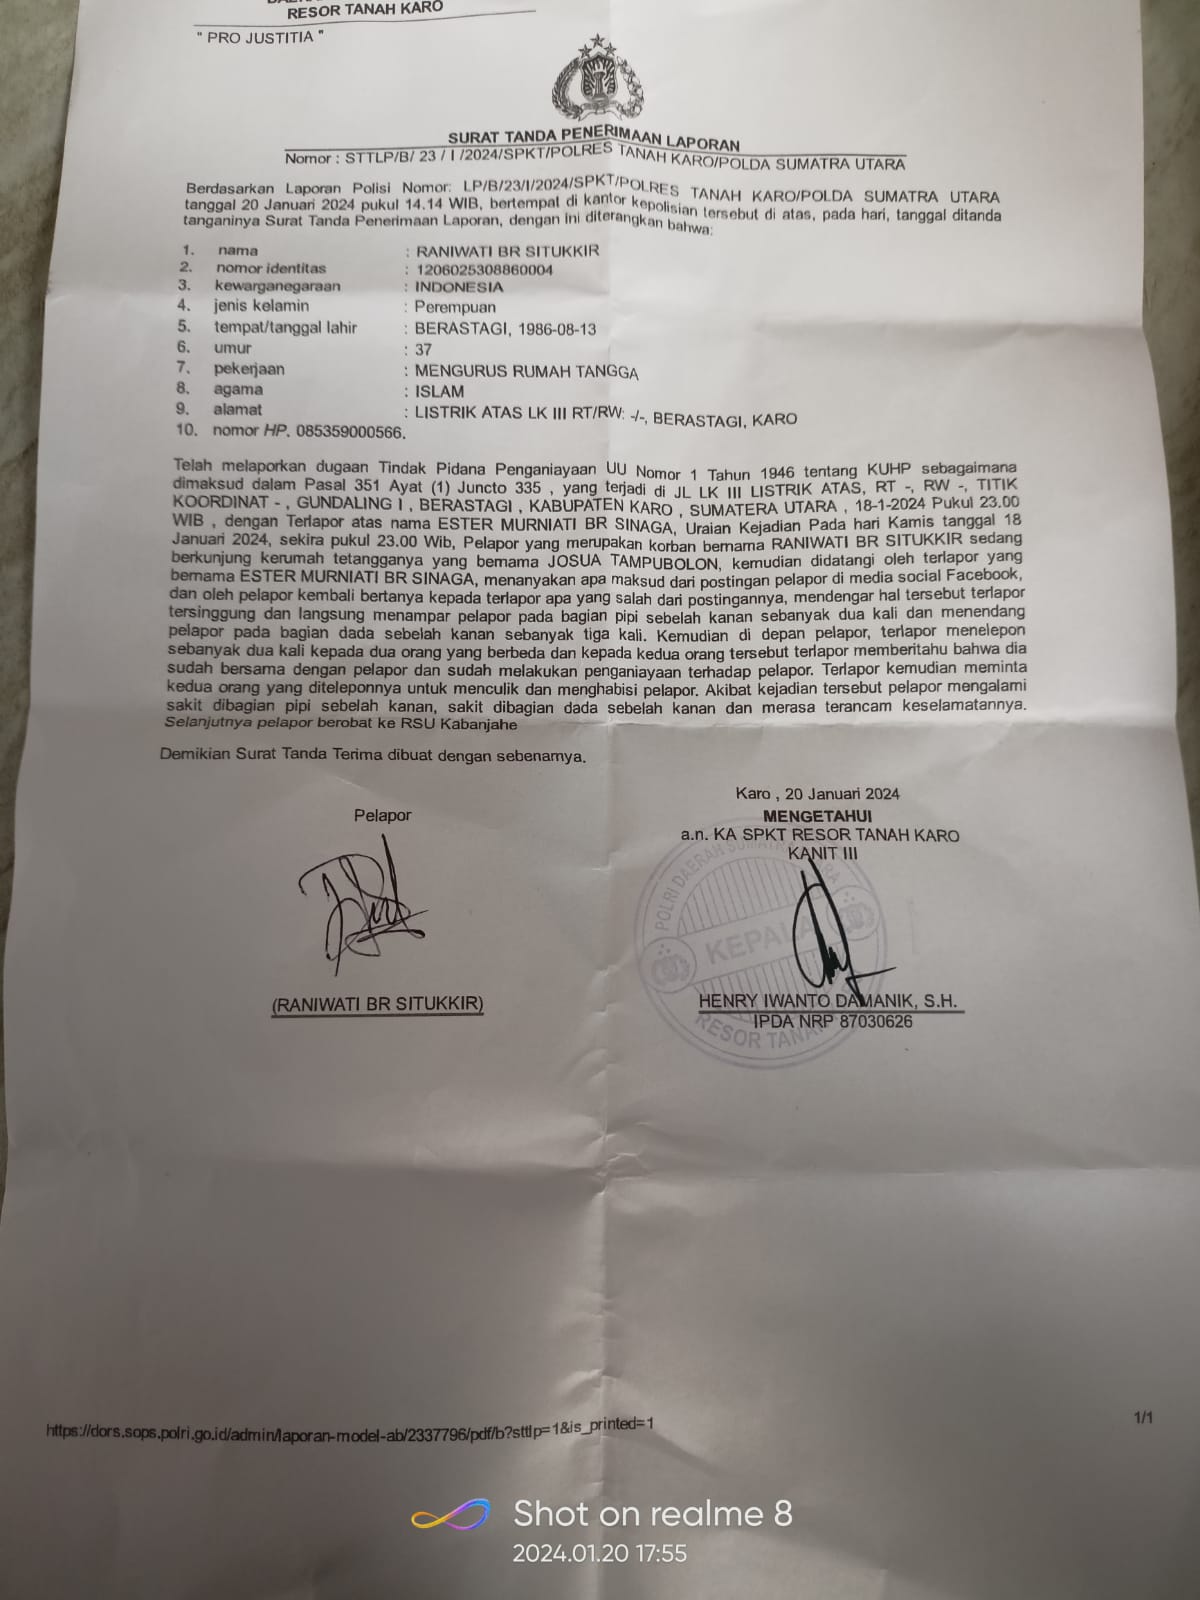 RESOR TANAH KARO
" PRO JUSTITIA "
SURAT TANDA PENERIMAAN LAPORAN
Nomor : STTLP/B/ 23 / I /2024/SPKT/POLRES TANAH KARO/POLDA SUMATRA UTARA
Berdasarkan Laporan Polisi Nomor: LP/B/23/I/2024/SPKT/POLRES TANAH KARO/POLDA SUMATRA UTARA
tanggal 20 Januari 2024 pukul 14.14 WIB, bertempat di kantor kepolisian tersebut di atas, pada hari, tanggal ditanda
tanganinya Surat Tanda Penerimaan Laporan, dengan ini diterangkan bahwa:
1. nama : RANIWATI BR SITUKKIR
2. nomor identitas : 1206025308860004
3. kewarganegaraan : INDONESIA
4. jenis kelamin : Perempuan
5. tempat/tanggal lahir : BERASTAGI, 1986-08-13
6. umur : 37
7. pekerjaan : MENGURUS RUMAH TANGGA
8. agama : ISLAM
9. alamat : LISTRIK ATAS LK III RT/RW: -/-, BERASTAGI, KARO
10. nomor HP. 085359000566.
Telah melaporkan dugaan Tindak Pidana Penganiayaan UU Nomor 1 Tahun 1946 tentang KUHP sebagaimana
dimaksud dalam Pasal 351 Ayat (1) Juncto 335 , yang terjadi di JL LK III LISTRIK ATAS, RT -, RW -, TITIK
KOORDINAT - , GUNDALING I , BERASTAGI , KABUPATEN KARO , SUMATERA UTARA , 18-1-2024 Pukul 23.00
WIB , dengan Terlapor atas nama ESTER MURNIATI BR SINAGA, Uraian Kejadian Pada hari Kamis tanggal 18
Januari 2024, sekira pukul 23.00 Wib, Pelapor yang merupakan korban bernama RANIWATI BR SITUKKIR sedang
berkunjung kerumah tetangganya yang bernama JOSUA TAMPUBOLON, kemudian didatangi oleh terlapor yang
bernama ESTER MURNIATI BR SINAGA, menanyakan apa maksud dari postingan pelapor di media social Facebook,
dan oleh pelapor kembali bertanya kepada terlapor apa yang salah dari postingannya, mendengar hal tersebut terlapor
tersinggung dan langsung menampar pelapor pada bagian pipi sebelah kanan sebanyak dua kali dan menendang
pelapor pada bagian dada sebelah kanan sebanyak tiga kali. Kemudian di depan pelapor, terlapor menelepon
sebanyak dua kali kepada dua orang yang berbeda dan kepada kedua orang tersebut terlapor memberitahu bahwa dia
sudah bersama dengan pelapor dan sudah melakukan penganiayaan terhadap pelapor. Terlapor kemudian meminta
kedua orang yang diteleponnya untuk menculik dan menghabisi pelapor. Akibat kejadian tersebut pelapor mengalami
sakit dibagian pipi sebelah kanan, sakit dibagian dada sebelah kanan dan merasa terancam keselamatannya.
Selanjutnya pelapor berobat ke RSU Kabanjahe
Demikian Surat Tanda Terima dibuat dengan sebenarnya.
Karo , 20 Januari 2024
Pelapor
MENGETAHUI
a.n. KA SPKT RESOR TANAH KARO
KANIT III
POLRI DAERAH SUMATRA UTARA
KEPALA
RESOR TANAH
(RANIWATI BR SITUKKIR)
HENRY IWANTO DAMANIK, S.H.
IPDA NRP 87030626
https://dors.sops.polri.go.id/admin/laporan-model-ab/2337796/pdf/b?sttlp=1&is_printed=1
1/1
Shot on realme 8
2024.01.20 17:55